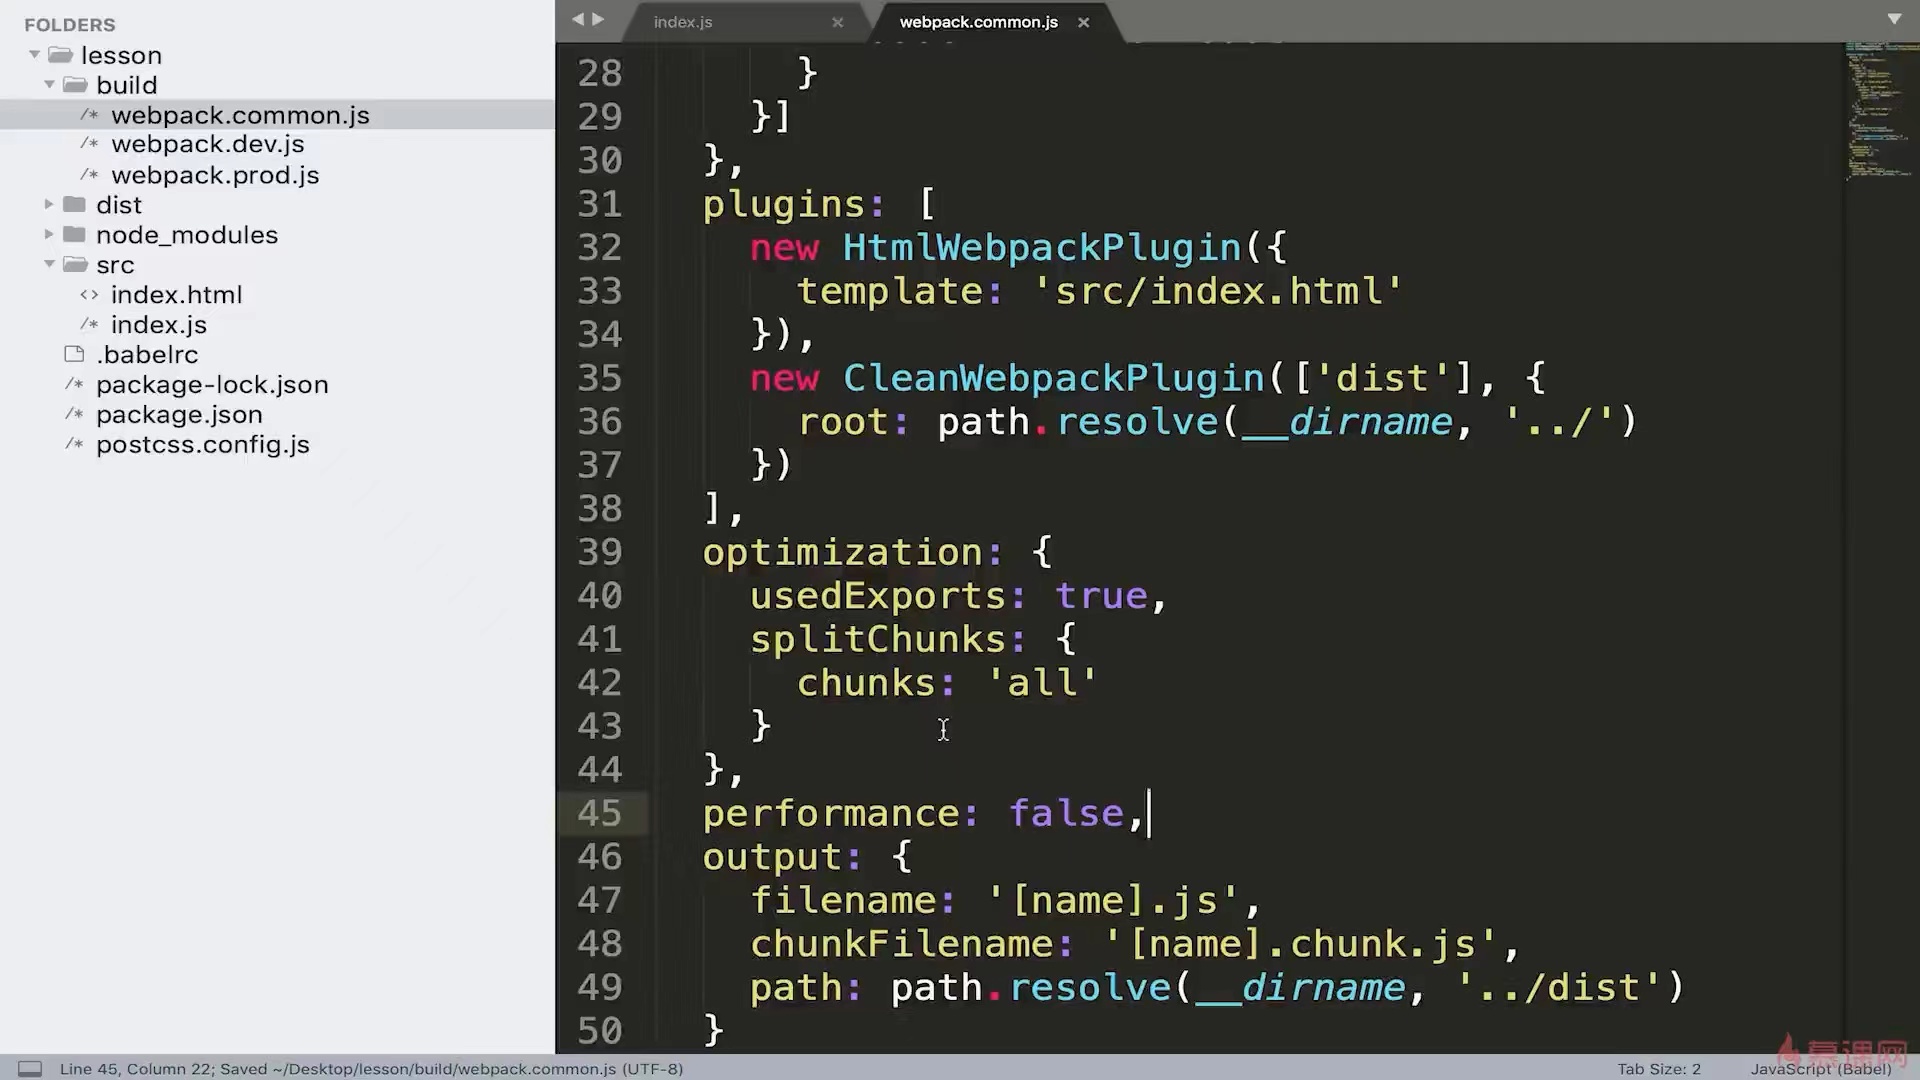 FOLDERS
lesson
build
/* webpack.common.js
/* webpack.dev.js
/* webpack.prod.js
dist
node_modules
src
<> index.html
/* index.js
.babelrc
/* package-lock.json
/* package.json
/* postcss.config.js
index.js
webpack.common.js
28 }
29 }]
30 },
31 plugins: [
32 new HtmlWebpackPlugin({
33 template: 'src/index.html'
34 }),
35 new CleanWebpackPlugin(['dist'], {
36 root: path.resolve(__dirname, '../')
37 })
38 ],
39 optimization: {
40 usedExports: true,
41 splitChunks: {
42 chunks: 'all'
43 }
44 },
45 performance: false,
46 output: {
47 filename: '[name].js',
48 chunkFilename: '[name].chunk.js',
49 path: path.resolve(__dirname, '../dist')
50 }
Line 45, Column 22; Saved ~/Desktop/lesson/build/webpack.common.js (UTF-8)
Tab Size: 2
JavaScript (Babel)
慕课网